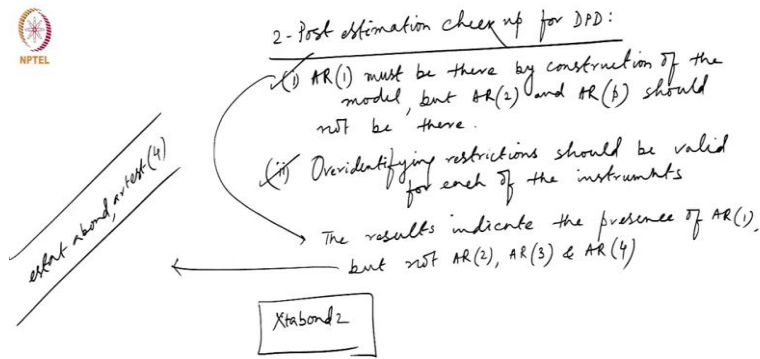 NPTEL
2 - Post estimation check up for DPD:
(i) AR(1) must be there by construction of the
model, but AR(2) and AR(p) should
not be there.
(ii) Overidentifying restrictions should be valid
for each of the instruments
The results indicate the presence of AR(1),
but not AR(2), AR(3) & AR(4)
estat abond, artest(4)
Xtabond2